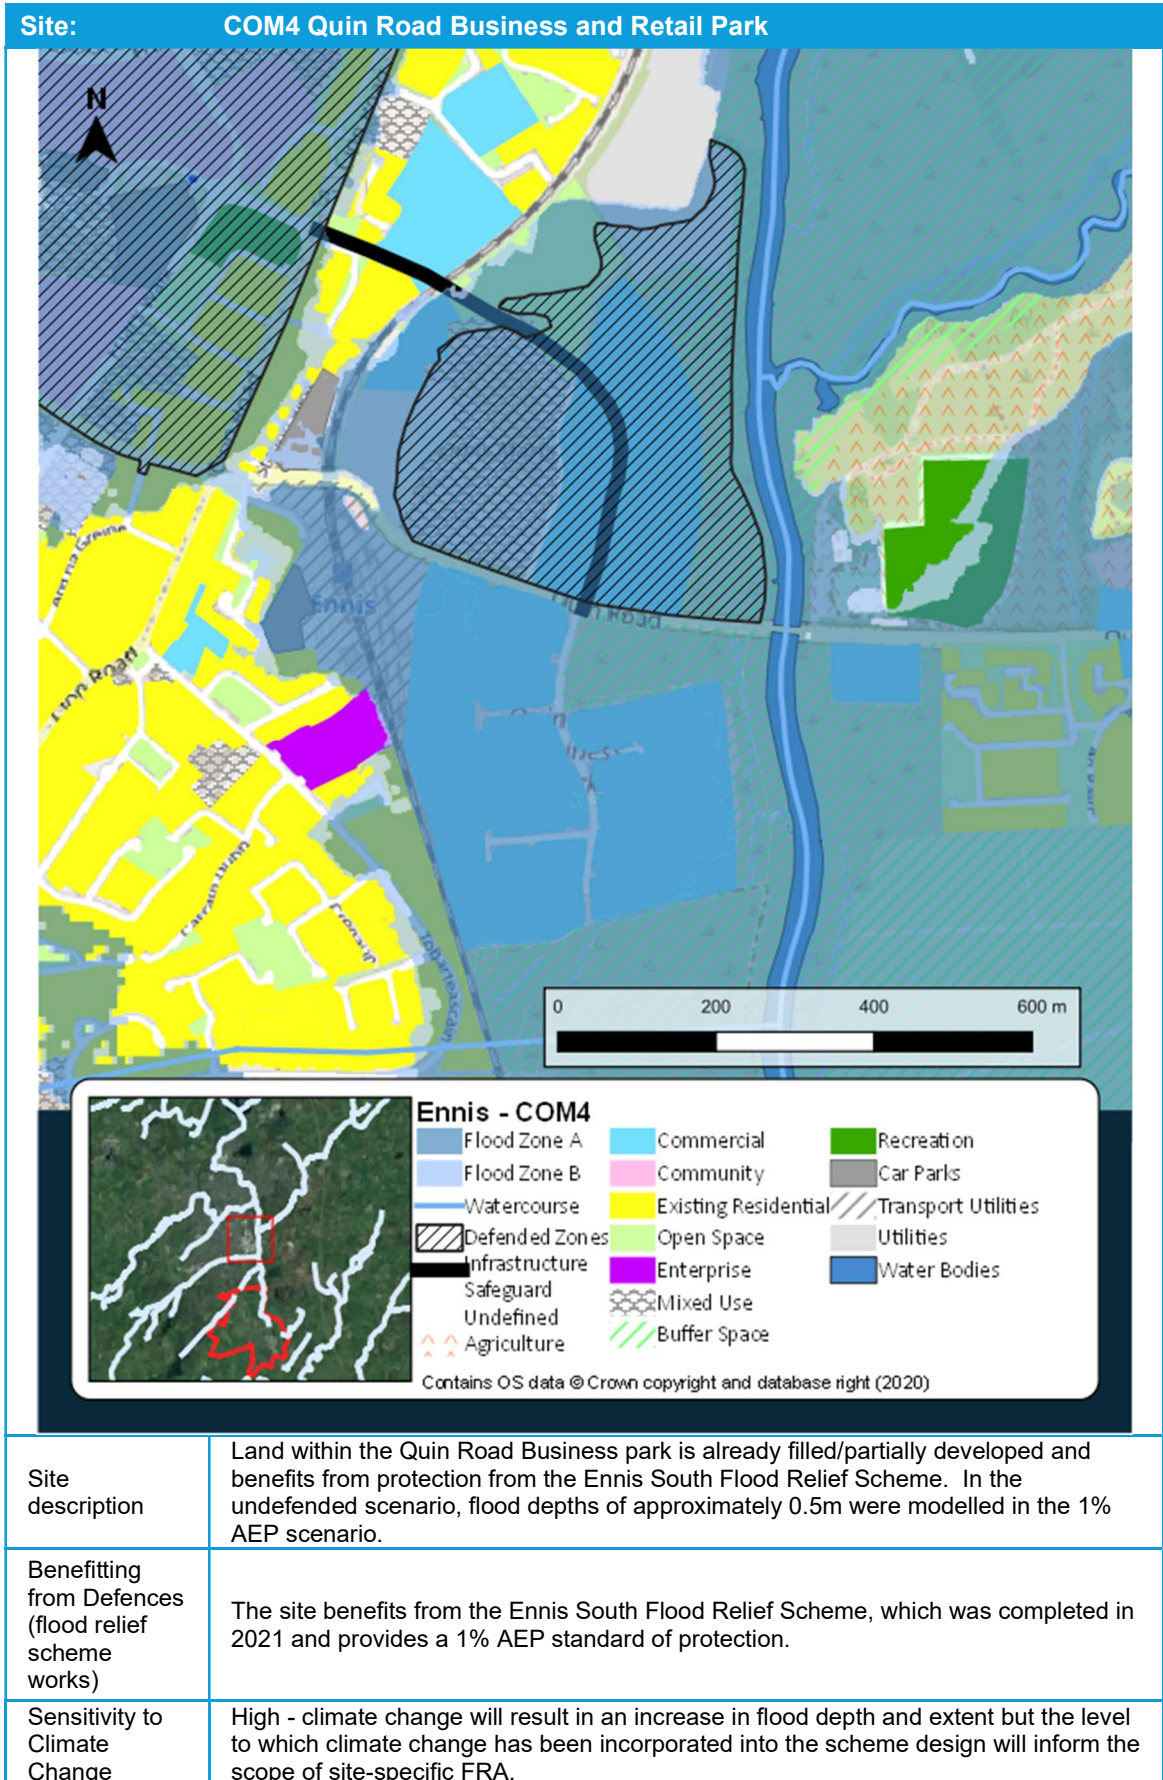 Site: COM4 Quin Road Business and Retail Park
N
Ennis
0 200 400 600 m
Ennis - COM4
Flood Zone A
Flood Zone B
Watercourse
Defended Zones
Infrastructure
Safeguard
Undefined
Agriculture
Commercial
Community
Existing Residential
Open Space
Enterprise
Mixed Use
Buffer Space
Recreation
Car Parks
Transport Utilities
Utilities
Water Bodies
Contains OS data © Crown copyright and database right (2020)
Site
description
Land within the Quin Road Business park is already filled/partially developed and
benefits from protection from the Ennis South Flood Relief Scheme. In the
undefended scenario, flood depths of approximately 0.5m were modelled in the 1%
AEP scenario.
Benefitting
from Defences
(flood relief
scheme
works)
The site benefits from the Ennis South Flood Relief Scheme, which was completed in
2021 and provides a 1% AEP standard of protection.
Sensitivity to
Climate
Change
High - climate change will result in an increase in flood depth and extent but the level
to which climate change has been incorporated into the scheme design will inform the
scope of site-specific FRA.